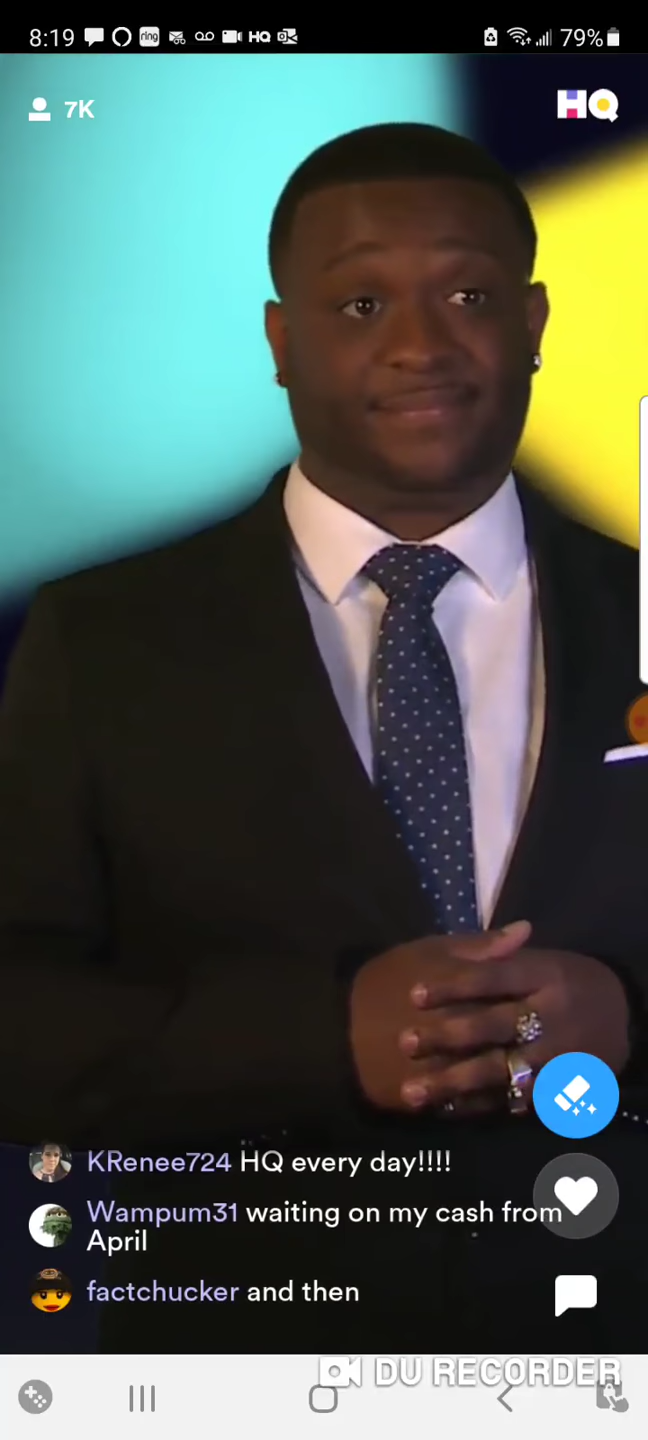 8:19 ring HQ 79%
7K HQ
KRenee724 HQ every day!!!!
Wampum31 waiting on my cash from
April
factchucker and then
DU RECORDER